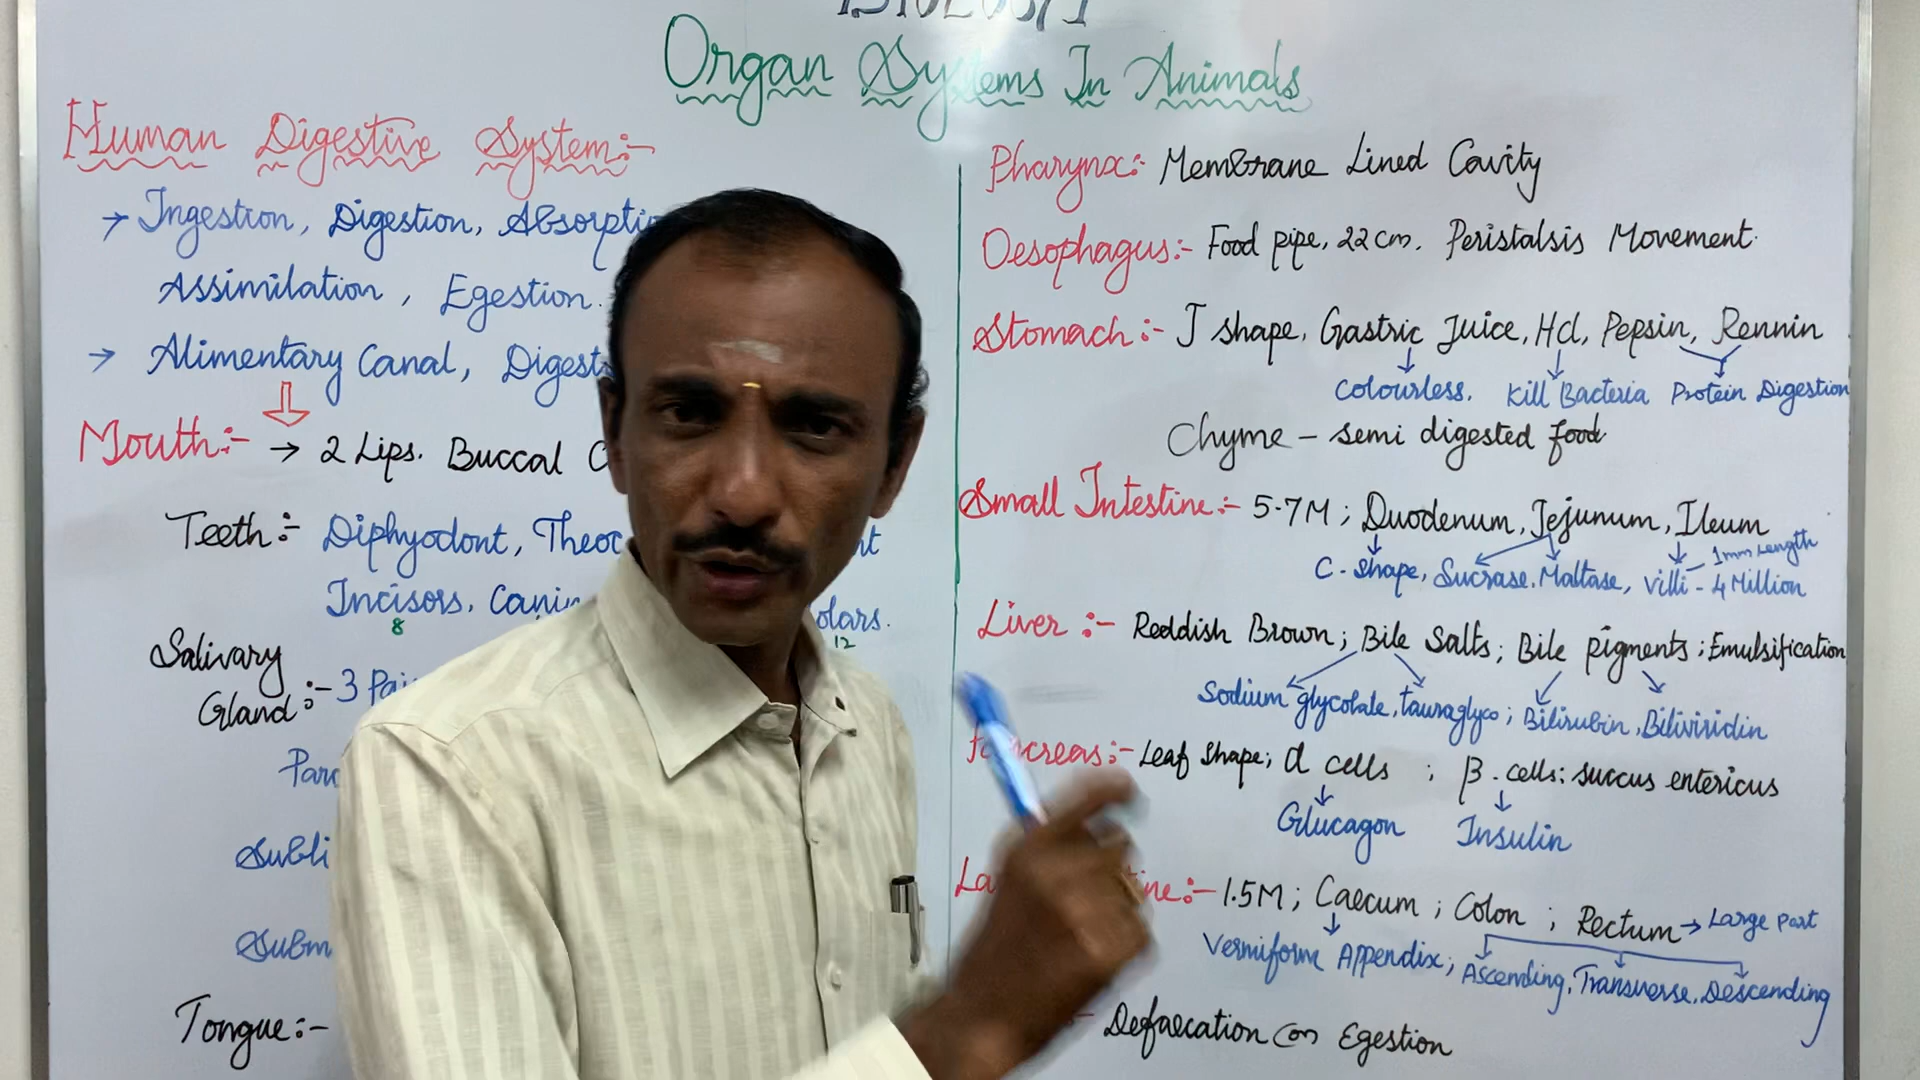 Organ Systems In Animals
Human Digestive System:-
→ Ingestion, Digestion,
Assimilation, Egestion.
→ Alimentary Canal,
Mouth:- → 2 Lips. Buccal
Teeth:- Diphyodont,
Incisors,
8
12
Salivary
Gland:- 3
Tongue:-
Pharynx:- Membrane Lined Cavity
Oesophagus:- Food pipe, 22 cm. Peristalsis Movement.
Stomach:- J shape, Gastric Juice, Hcl, Pepsin, Rennin
Colourless. Kill Bacteria Protein Digestion
Chyme - semi digested food.
Small Intestine:- 5-7M; Duodenum, Jejunum, Ileum
1mm Length
C-shape, Sucrase, Maltase, Villi - 4 Million
Liver:- Reddish Brown; Bile Salts; Bile pigments; Emulsification
Sodium glycolate, tauraglyco; Bilirubin, Biliviridin
Leaf Shape; α cells ; β-cells: succus entericus
Glucagon Insulin
1.5M; Caecum; Colon; Rectum → Large part
Vermiform Appendix; Ascending, Transverse, Descending
Defaecation (or) Egestion